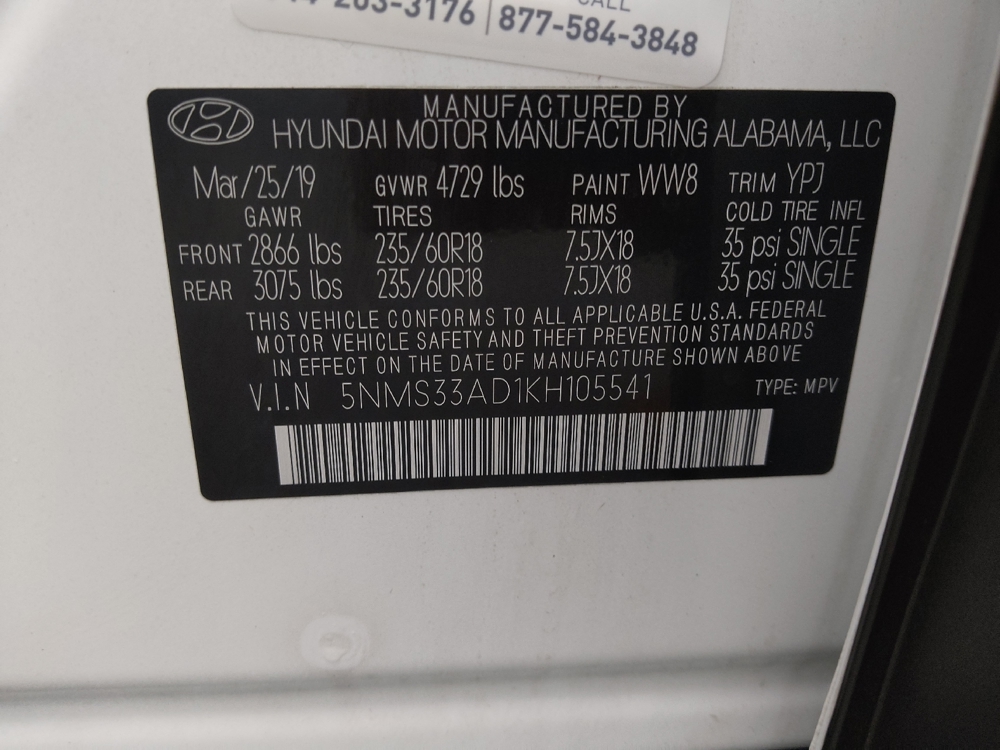 CALL
-3176 | 877-584-3848
MANUFACTURED BY
HYUNDAI MOTOR MANUFACTURING ALABAMA, LLC
Mar/25/19 GVWR 4729 lbs PAINT WW8 TRIM YPJ
GAWR TIRES RIMS COLD TIRE INFL
FRONT 2866 lbs 235/60R18 7.5JX18 35 psi SINGLE
REAR 3075 lbs 235/60R18 7.5JX18 35 psi SINGLE
THIS VEHICLE CONFORMS TO ALL APPLICABLE U.S.A. FEDERAL
MOTOR VEHICLE SAFETY AND THEFT PREVENTION STANDARDS
IN EFFECT ON THE DATE OF MANUFACTURE SHOWN ABOVE
V.I.N 5NMS33AD1KH105541 TYPE: MPV